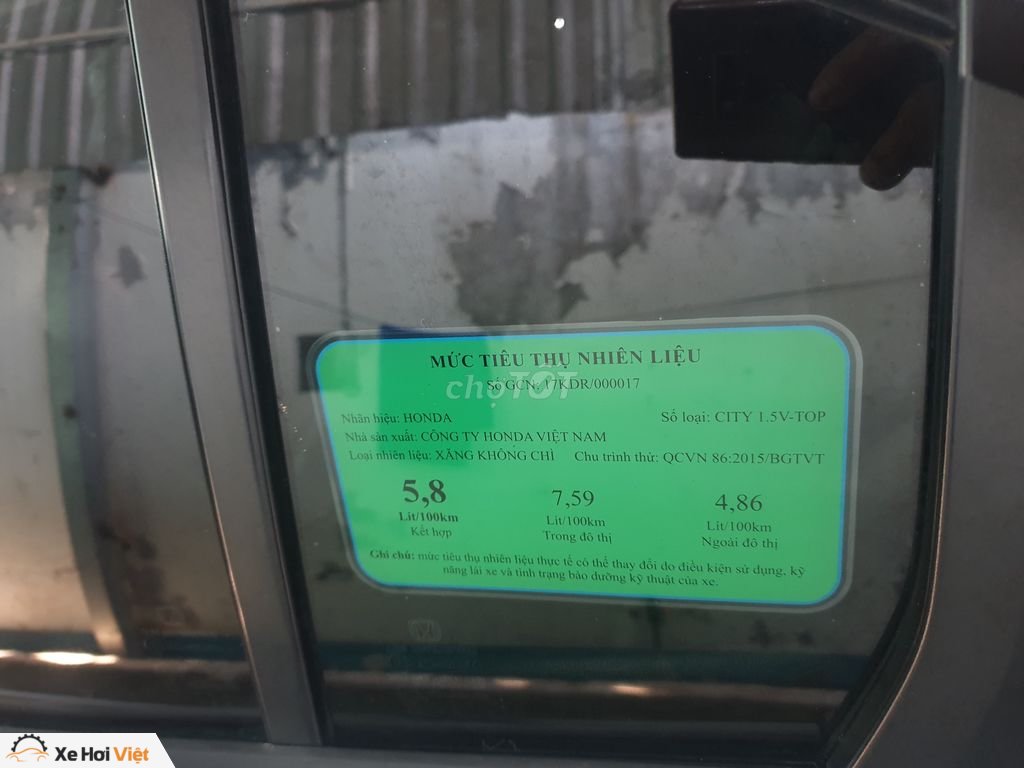 MỨC TIÊU THỤ NHIÊN LIỆU
Số GCN: 17KDR/000017
chợTỐT
Nhãn hiệu: HONDA Số loại: CITY 1.5V-TOP
Nhà sản xuất: CÔNG TY HONDA VIỆT NAM
Loại nhiên liệu: XĂNG KHÔNG CHÌ Chu trình thử: QCVN 86:2015/BGTVT
5,8 7,59 4,86
Lít/100km Lít/100km Lít/100km
Kết hợp Trong đô thị Ngoài đô thị
Ghi chú: mức tiêu thụ nhiên liệu thực tế có thể thay đổi do điều kiện sử dụng, kỹ
năng lái xe và tình trạng bảo dưỡng kỹ thuật của xe.
Xe Hơi Việt